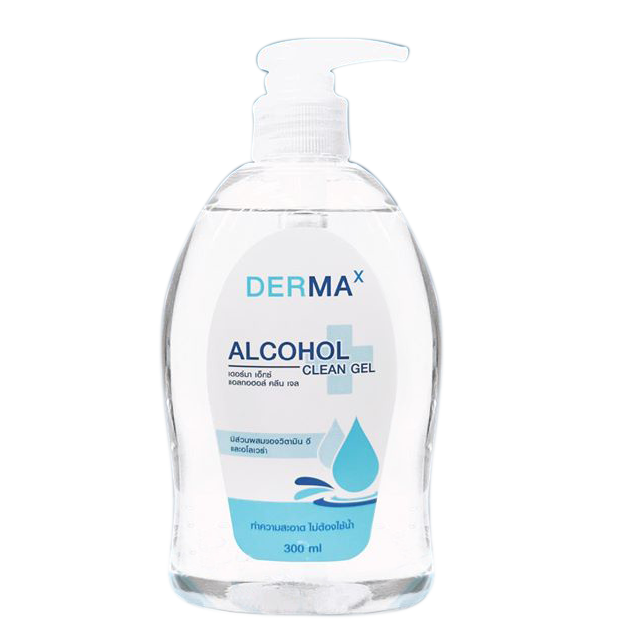 DERMAX
ALCOHOL
CLEAN GEL
เดอร์มา เอ็กซ์
แอลกอฮอล์ คลีน เจล
มีส่วนผสมของวิตามิน อี
และอโลเวร่า
ทำความสะอาด ไม่ต้องใช้น้ำ
300 ml